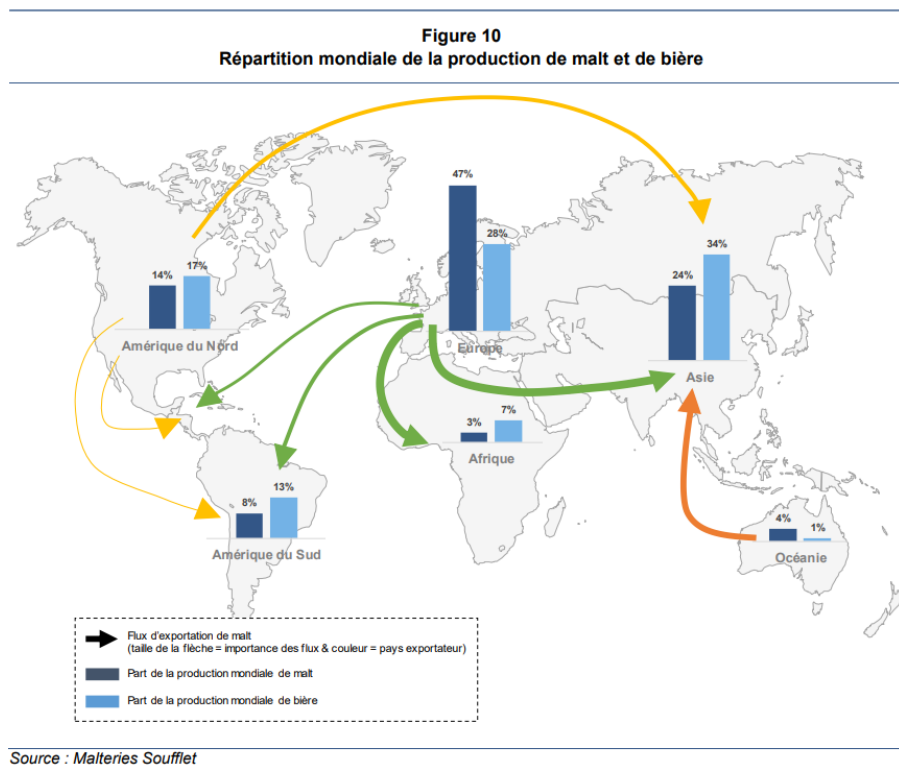 Figure 10
Répartition mondiale de la production de malt et de bière
47%
28%
34%
24%
14%
17%
Amérique du Nord
Europe
Asie
3%
7%
Afrique
8%
13%
Amérique du Sud
4%
1%
Océanie
Flux d'exportation de malt
(taille de la flèche = importance des flux & couleur = pays exportateur)
Part de la production mondiale de malt
Part de la production mondiale de bière
Source : Malteries Soufflet